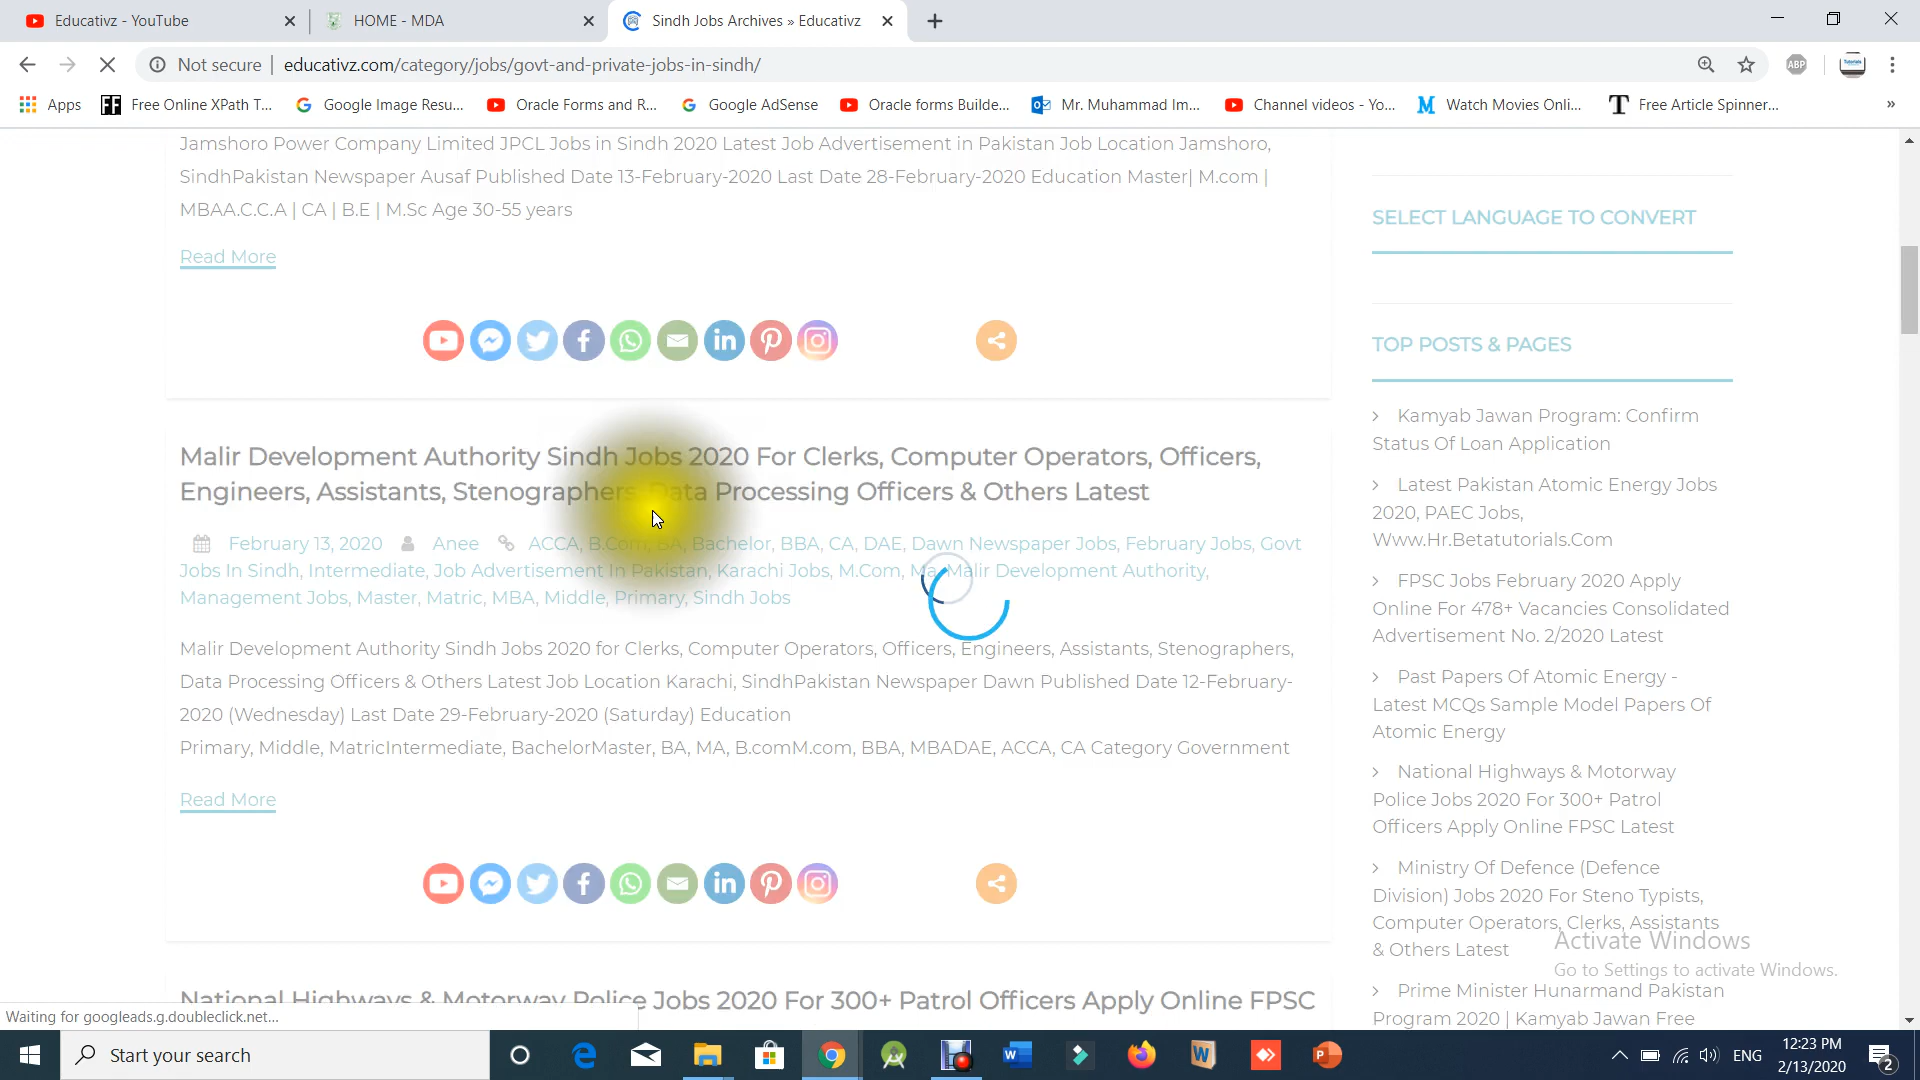 Educativz - YouTube
HOME - MDA
Sindh Jobs Archives » Educativz
Not secure
educativz.com/category/jobs/govt-and-private-jobs-in-sindh/
ABP
Apps
Free Online XPath T...
Google Image Resu...
Oracle Forms and R...
Google AdSense
Oracle forms Builde...
Mr. Muhammad Im...
Channel videos - Yo...
Watch Movies Onli...
Free Article Spinner...
Jamshoro Power Company Limited JPCL Jobs in Sindh 2020 Latest Job Advertisement in Pakistan Job Location Jamshoro,
SindhPakistan Newspaper Ausaf Published Date 13-February-2020 Last Date 28-February-2020 Education Master| M.com |
MBAA.C.C.A | CA | B.E | M.Sc Age 30-55 years
Read More
Malir Development Authority Sindh Jobs 2020 For Clerks, Computer Operators, Officers,
Engineers, Assistants, Stenographers, Data Processing Officers & Others Latest
February 13, 2020 Anee ACCA, B.Com, BA, Bachelor, BBA, CA, DAE, Dawn Newspaper Jobs, February Jobs, Govt
Jobs In Sindh, Intermediate, Job Advertisement In Pakistan, Karachi Jobs, M.Com, Ma, Malir Development Authority,
Management Jobs, Master, Matric, MBA, Middle, Primary, Sindh Jobs
Malir Development Authority Sindh Jobs 2020 for Clerks, Computer Operators, Officers, Engineers, Assistants, Stenographers,
Data Processing Officers & Others Latest Job Location Karachi, SindhPakistan Newspaper Dawn Published Date 12-February-
2020 (Wednesday) Last Date 29-February-2020 (Saturday) Education
Primary, Middle, MatricIntermediate, BachelorMaster, BA, MA, B.comM.com, BBA, MBADAE, ACCA, CA Category Government
Read More
National Highways & Motorway Police Jobs 2020 For 300+ Patrol Officers Apply Online FPSC
SELECT LANGUAGE TO CONVERT
TOP POSTS & PAGES
Kamyab Jawan Program: Confirm
Status Of Loan Application
Latest Pakistan Atomic Energy Jobs
2020, PAEC Jobs,
Www.Hr.Betatutorials.Com
FPSC Jobs February 2020 Apply
Online For 478+ Vacancies Consolidated
Advertisement No. 2/2020 Latest
Past Papers Of Atomic Energy -
Latest MCQs Sample Model Papers Of
Atomic Energy
National Highways & Motorway
Police Jobs 2020 For 300+ Patrol
Officers Apply Online FPSC Latest
Ministry Of Defence (Defence
Division) Jobs 2020 For Steno Typists,
Computer Operators, Clerks, Assistants
& Others Latest
Prime Minister Hunarmand Pakistan
Program 2020 | Kamyab Jawan Free
Activate Windows
Go to Settings to activate Windows.
Waiting for googleads.g.doubleclick.net...
Start your search
ENG
12:23 PM
2/13/2020
2